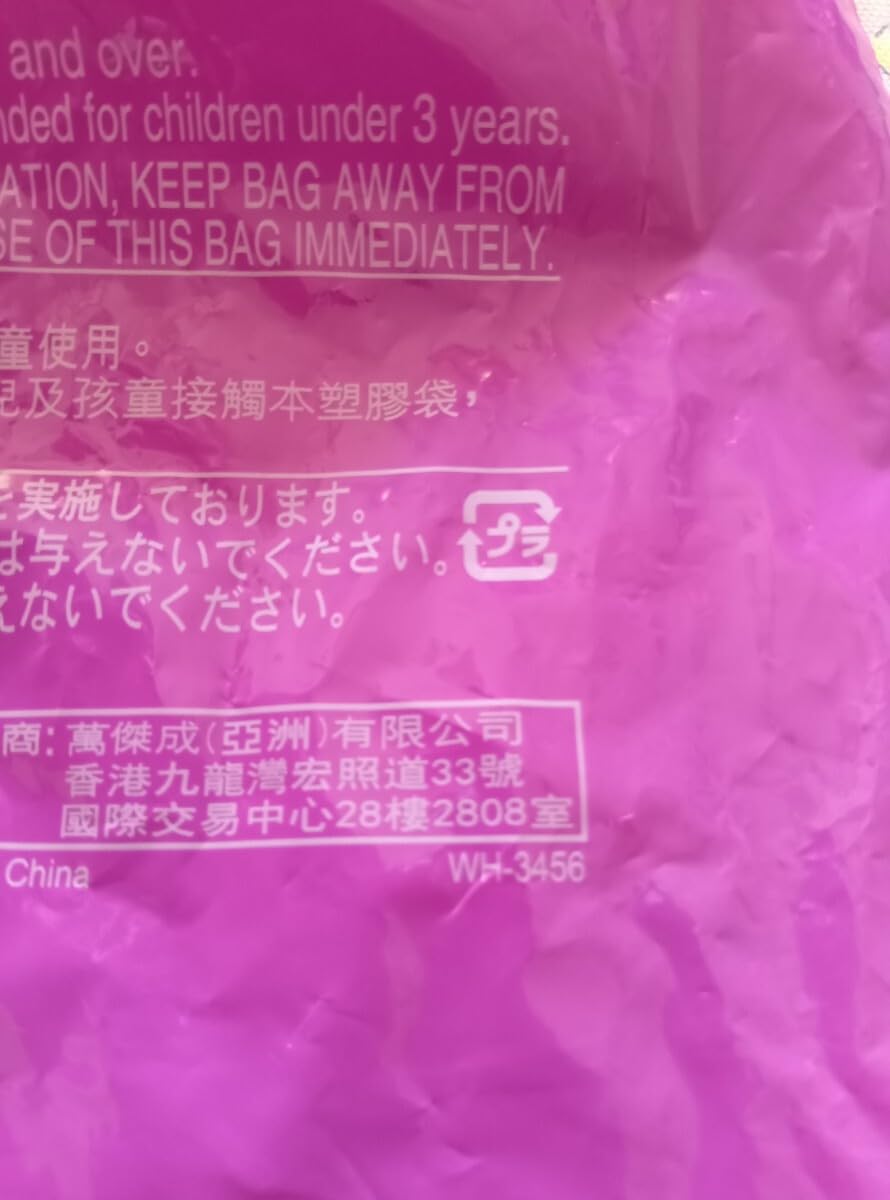 and over.
nded for children under 3 years.
ATION, KEEP BAG AWAY FROM
SE OF THIS BAG IMMEDIATELY.
童使用。
兒及孩童接觸本塑膠袋，
と実施しております。
は与えないでください。
えないでください。
プラ
商: 萬傑成(亞洲)有限公司
香港九龍灣宏照道33號
國際交易中心28樓2808室
China
WH-3456